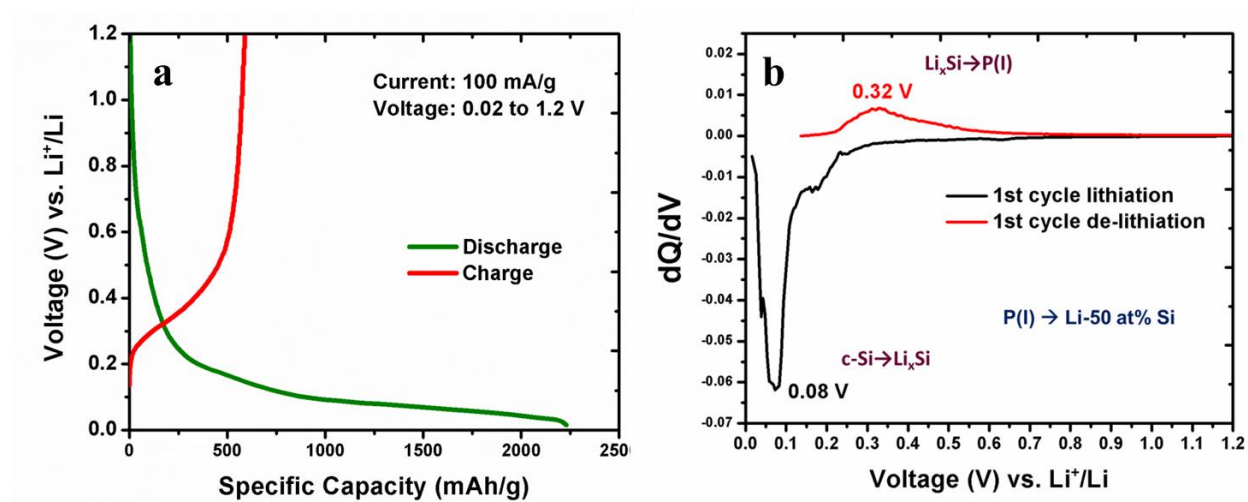 a
Current: 100 mA/g
Voltage: 0.02 to 1.2 V
Discharge
Charge
Voltage (V) vs. Li⁺/Li
1.2
1.0
0.8
0.6
0.4
0.2
0.0
0
500
1000
1500
2000
2500
Specific Capacity (mAh/g)
b
LiₓSi→P(I)
0.32 V
1st cycle lithiation
1st cycle de-lithiation
P(I) → Li-50 at% Si
c-Si→LiₓSi
0.08 V
dQ/dV
0.02
0.01
0.00
-0.01
-0.02
-0.03
-0.04
-0.05
-0.06
-0.07
0.0 0.1 0.2 0.3 0.4 0.5 0.6 0.7 0.8 0.9 1.0 1.1 1.2
Voltage (V) vs. Li⁺/Li